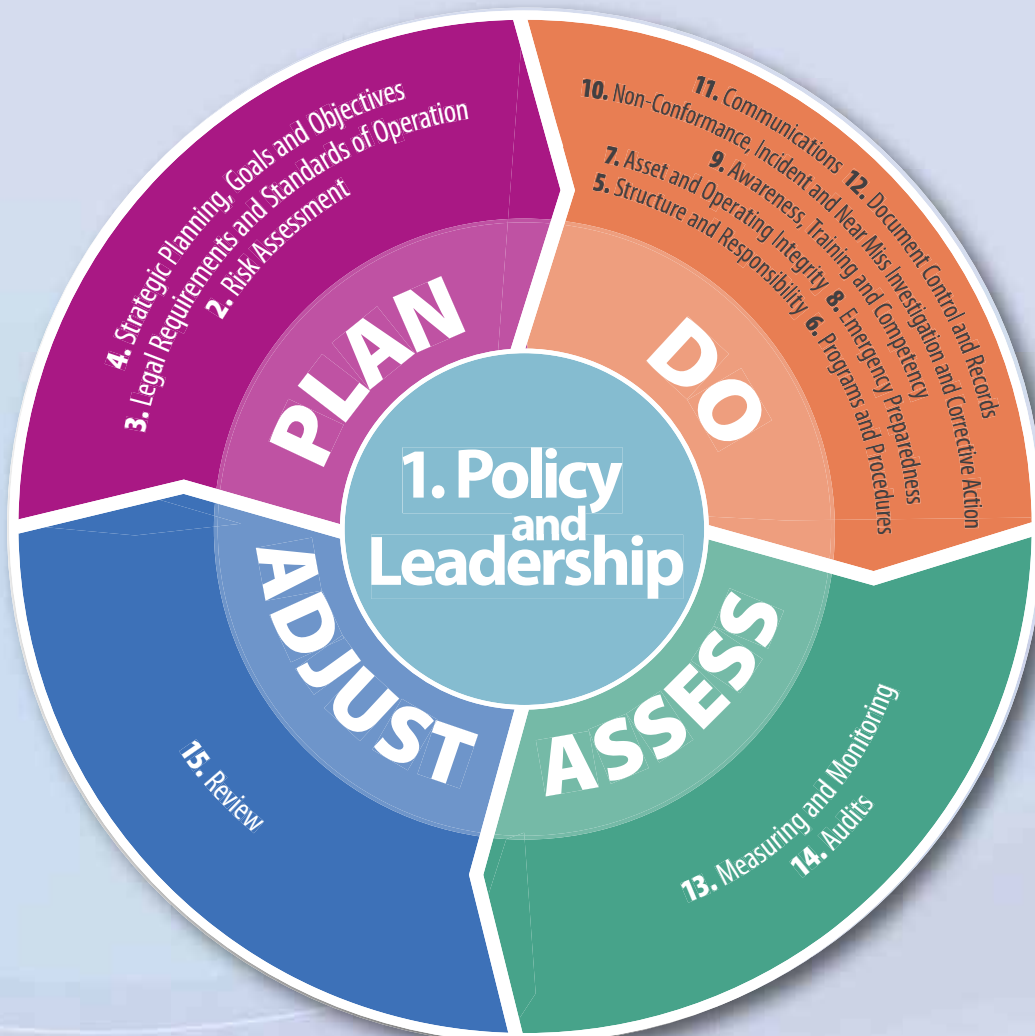 PLAN
4. Strategic Planning, Goals and Objectives
3. Legal Requirements and Standards of Operation
2. Risk Assessment
DO
11. Communications 12. Document Control and Records
10. Non-Conformance, Incident and Near Miss Investigation and Corrective Action
9. Awareness, Training and Competency
7. Asset and Operating Integrity 8. Emergency Preparedness
5. Structure and Responsibility 6. Programs and Procedures
1. Policy
and
Leadership
ADJUST
15. Review
ASSESS
13. Measuring and Monitoring
14. Audits